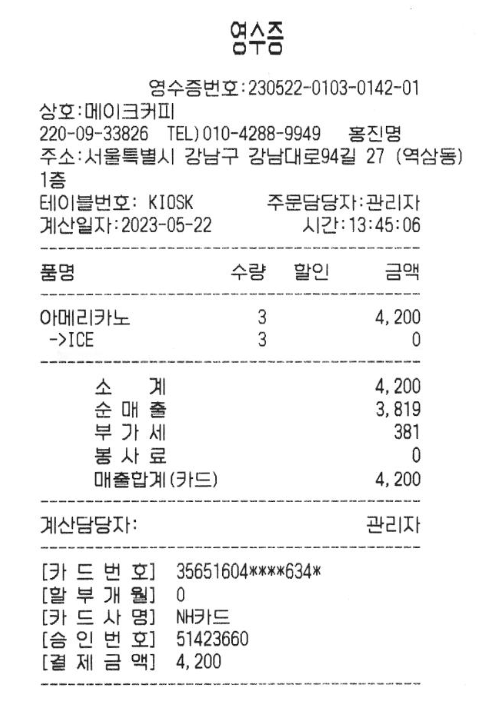 영수증
영수증번호:230522-0103-0142-01
상호:메이크커피
220-09-33826 TEL)010-4288-9949 홍진명
주소:서울특별시 강남구 강남대로94길 27 (역삼동)
1층
테이블번호: KIOSK 주문담당자:관리자
계산일자:2023-05-22 시간:13:45:06
품명 수량 할인 금액
아메리카노 3 4,200
->ICE 3 0
소 계 4,200
순 매 출 3,819
부 가 세 381
봉 사 료 0
매출합계(카드) 4,200
계산담당자: 관리자
[카 드 번 호] 35651604****634*
[할 부 개 월] 0
[카 드 사 명] NH카드
[승 인 번 호] 51423660
[결 제 금 액] 4,200